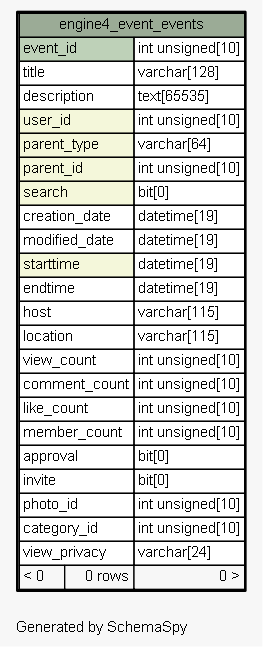 engine4_event_events
event_id int unsigned[10]
title varchar[128]
description text[65535]
user_id int unsigned[10]
parent_type varchar[64]
parent_id int unsigned[10]
search bit[0]
creation_date datetime[19]
modified_date datetime[19]
starttime datetime[19]
endtime datetime[19]
host varchar[115]
location varchar[115]
view_count int unsigned[10]
comment_count int unsigned[10]
like_count int unsigned[10]
member_count int unsigned[10]
approval bit[0]
invite bit[0]
photo_id int unsigned[10]
category_id int unsigned[10]
view_privacy varchar[24]
< 0 0 rows 0 >
Generated by SchemaSpy